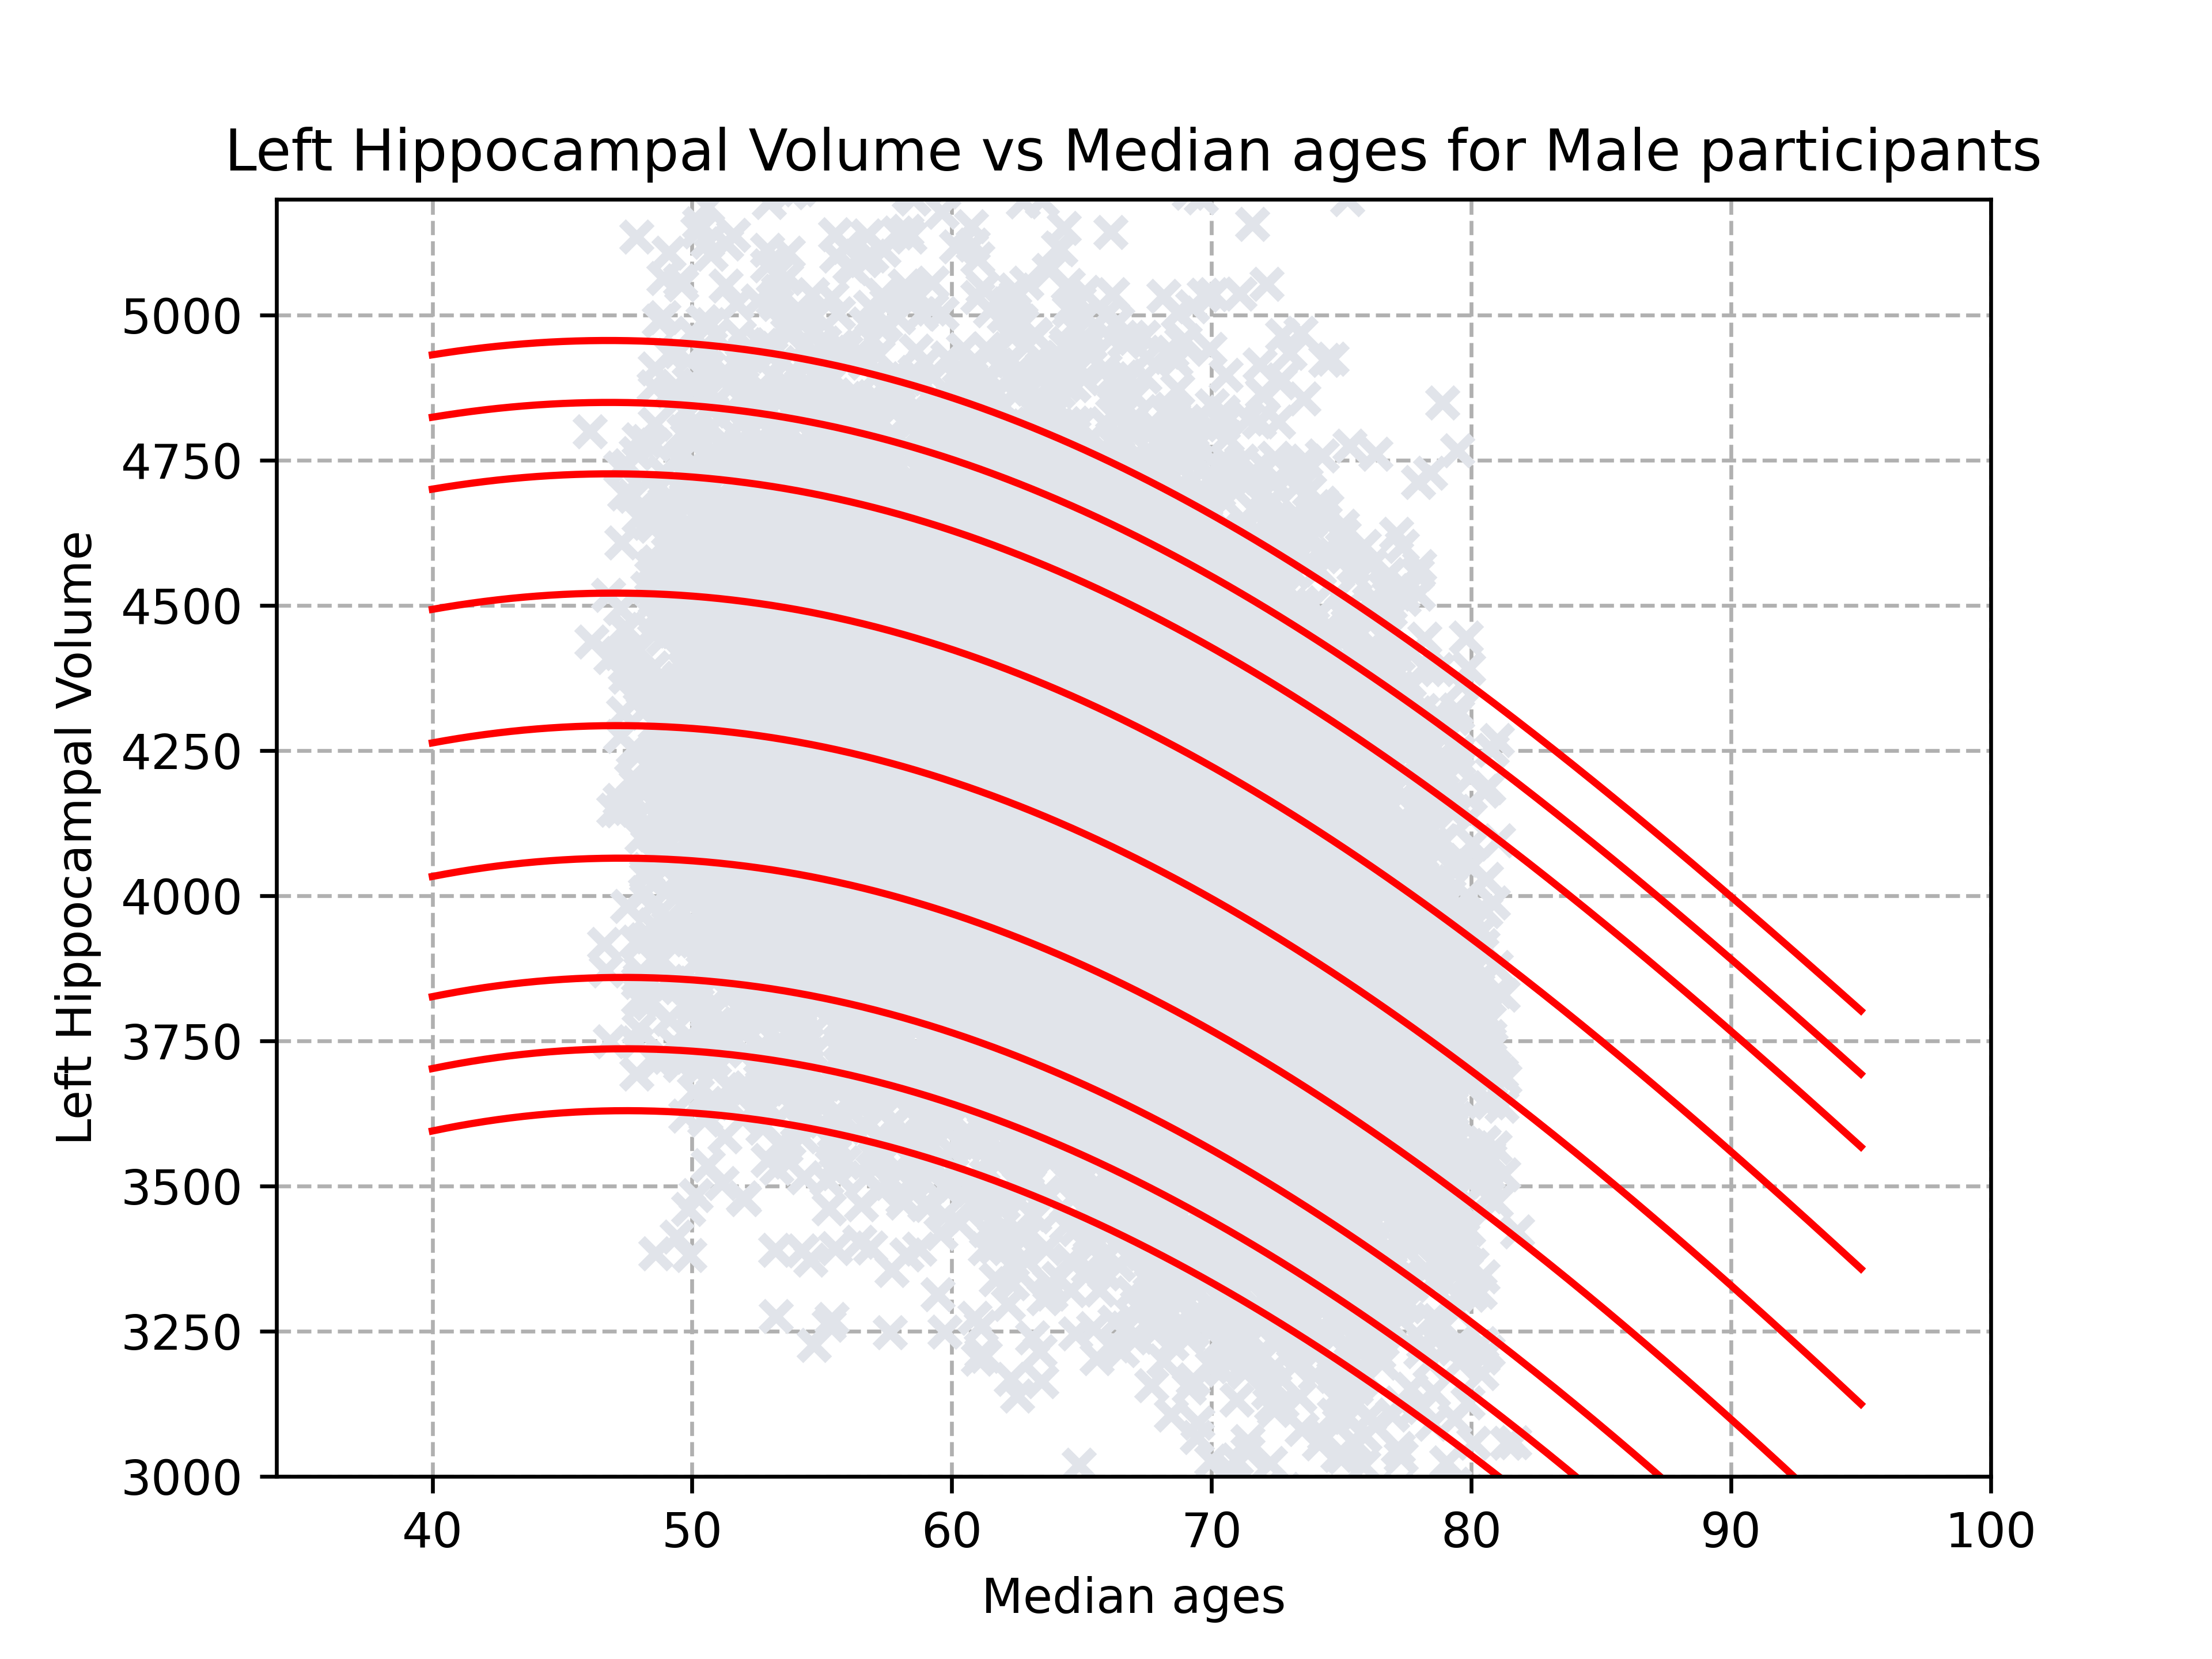 Left Hippocampal Volume vs Median ages for Male participants
Left Hippocampal Volume
5000
4750
4500
4250
4000
3750
3500
3250
3000
40 50 60 70 80 90 100
Median ages